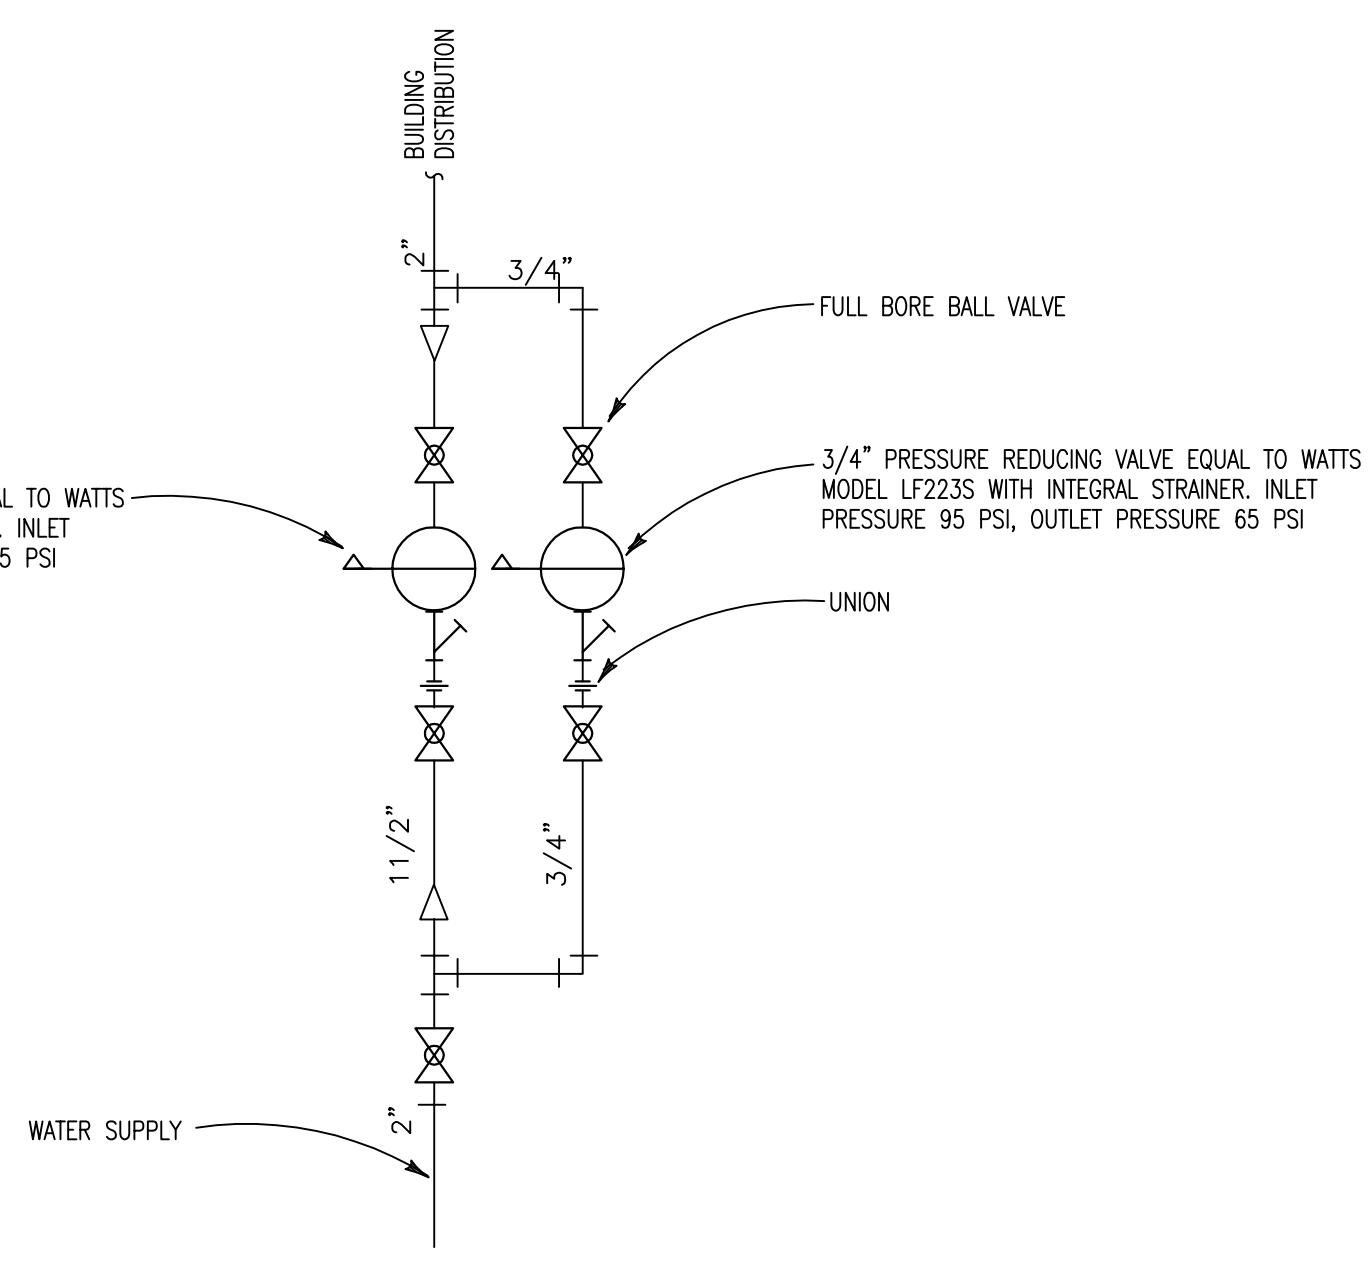 BUILDING
DISTRIBUTION
2"
3/4"
FULL BORE BALL VALVE
3/4" PRESSURE REDUCING VALVE EQUAL TO WATTS
MODEL LF223S WITH INTEGRAL STRAINER. INLET
PRESSURE 95 PSI, OUTLET PRESSURE 65 PSI
TO WATTS
. INLET
5 PSI
UNION
1 1/2"
3/4"
2"
WATER SUPPLY